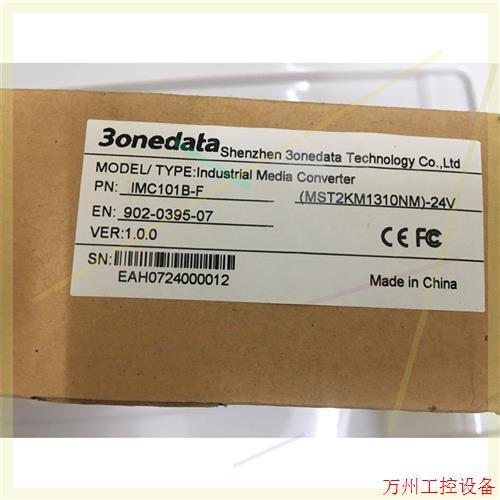 3onedata Shenzhen 3onedata Technology Co.,Ltd
MODEL/ TYPE:Industrial Media Converter
PN: IMC101B-F (MST2KM1310NM)-24V
EN: 902-0395-07
VER:1.0.0
CE FC
SN:
EAH0724000012 Made in China
万州工控设备